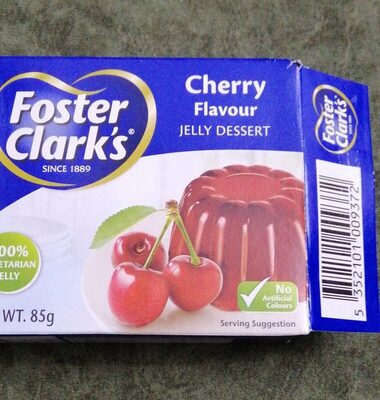 Cherry
Flavour
JELLY DESSERT
Foster
Clark's®
SINCE 1889
00%
ETARIAN
ELLY
WT. 85g
No
Artificial
Colours
Serving Suggestion
Foster
Clark's
5 352101 009372